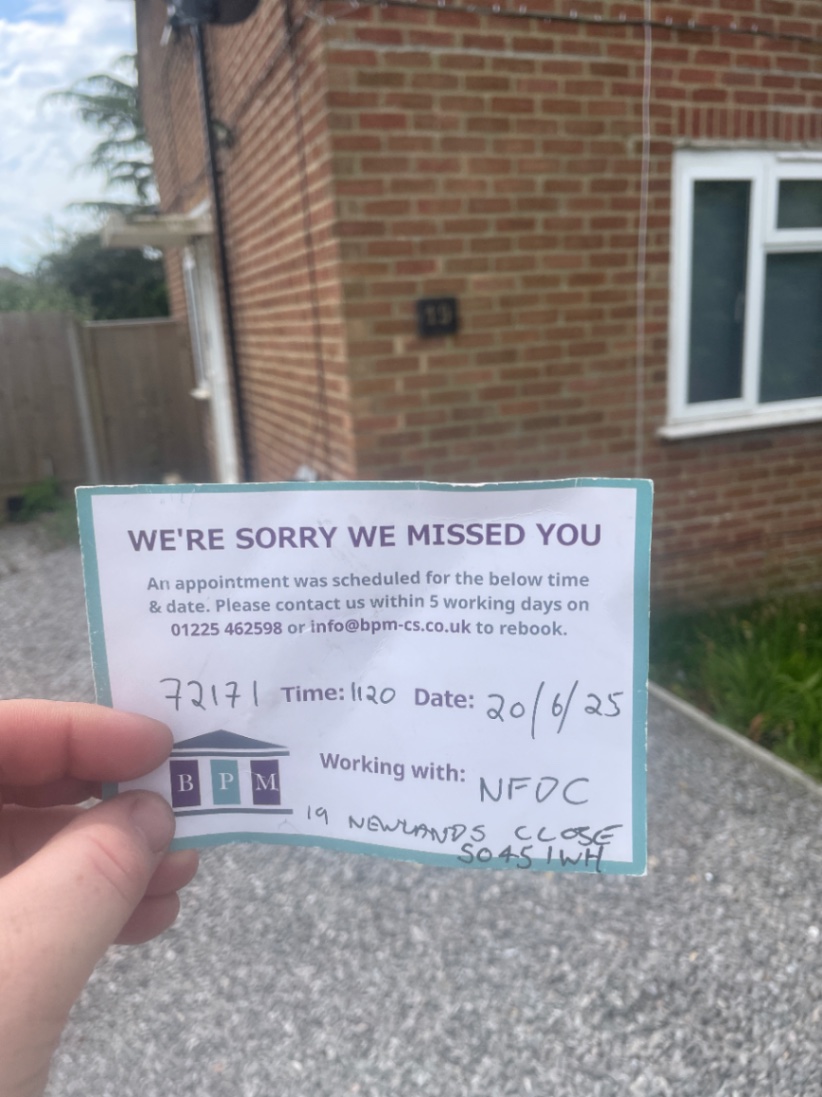 WE'RE SORRY WE MISSED YOU
An appointment was scheduled for the below time
& date. Please contact us within 5 working days on
01225 462598 or info@bpm-cs.co.uk to rebook.
72171 Time: 1120 Date: 20/6/25
BPM
Working with: NFDC
19 NEWLANDS CLOSE
SO45 1WH